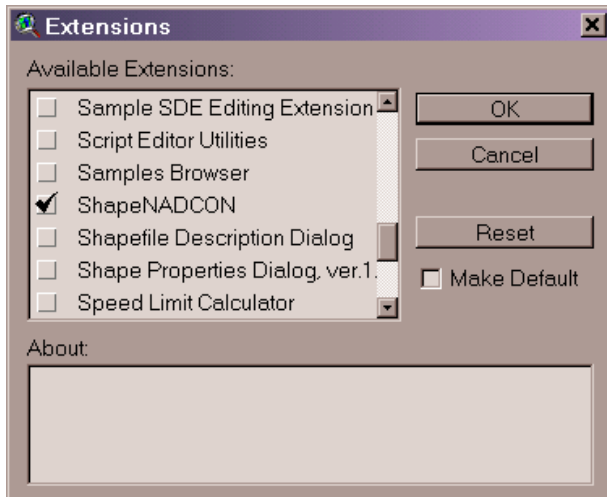 Extensions
Available Extensions:
Sample SDE Editing Extension
Script Editor Utilities
Samples Browser
ShapeNADCON
Shapefile Description Dialog
Shape Properties Dialog, ver.1.
Speed Limit Calculator
OK
Cancel
Reset
Make Default
About: